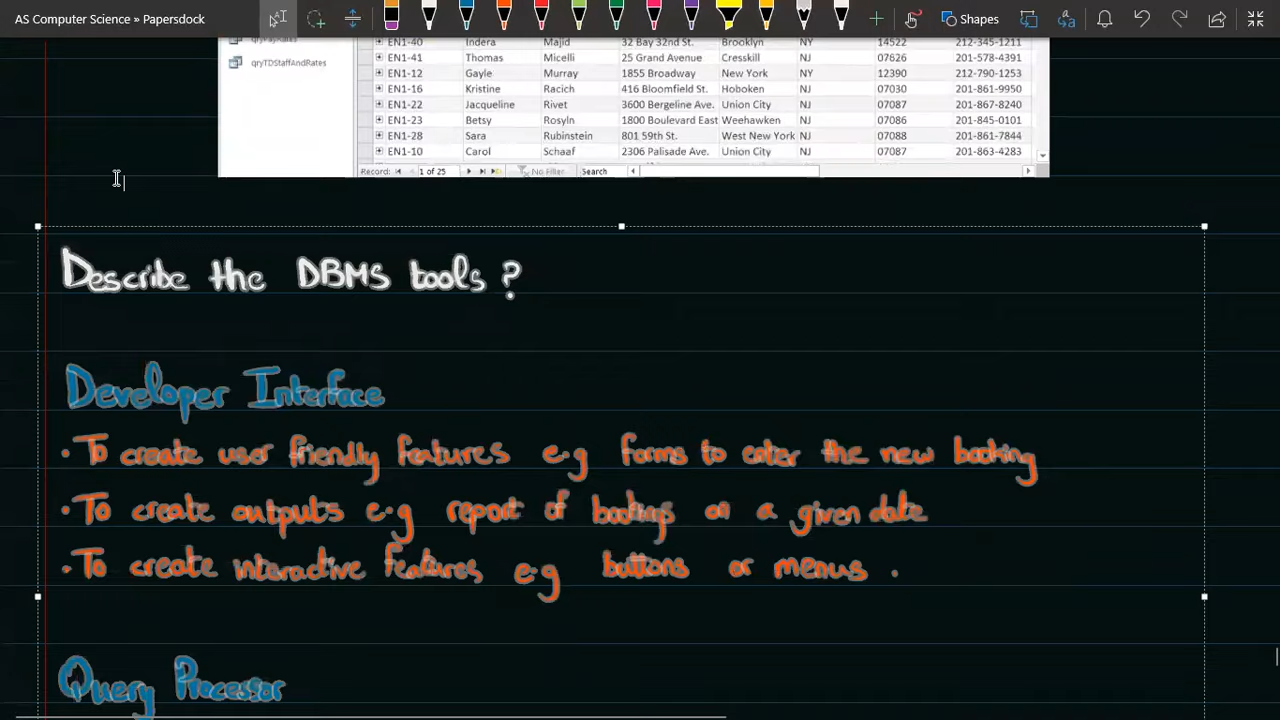 AS Computer Science » Papersdock
Shapes
EN1-40 Indera Majid 32 Bay 32nd St. Brooklyn NY 14522 212-345-1211
qryTDStaffAndRates
EN1-41 Thomas Micelli 25 Grand Avenue Cresskill NJ 07626 201-578-4391
EN1-12 Gayle Murray 1855 Broadway New York NY 12390 212-790-1253
EN1-16 Kristine Racich 416 Bloomfield St. Hoboken NJ 07030 201-861-9950
EN1-22 Jacqueline Rivet 3600 Bergeline Ave. Union City NJ 07087 201-867-8240
EN1-23 Betsy Rosyln 1800 Boulevard East Weehawken NJ 07086 201-845-0101
EN1-28 Sara Rubinstein 801 59th St. West New York NJ 07088 201-861-7844
EN1-10 Carol Schaaf 2306 Palisade Ave. Union City NJ 07087 201-863-4283
Record: 1 of 25 No Filter Search
Describe the DBMS tools ?
Developer Interface
• To create user friendly features e.g forms to enter the new booking
• To create outputs e.g report of bookings on a given date
• To create interactive features e.g buttons or menus .
Query Processor